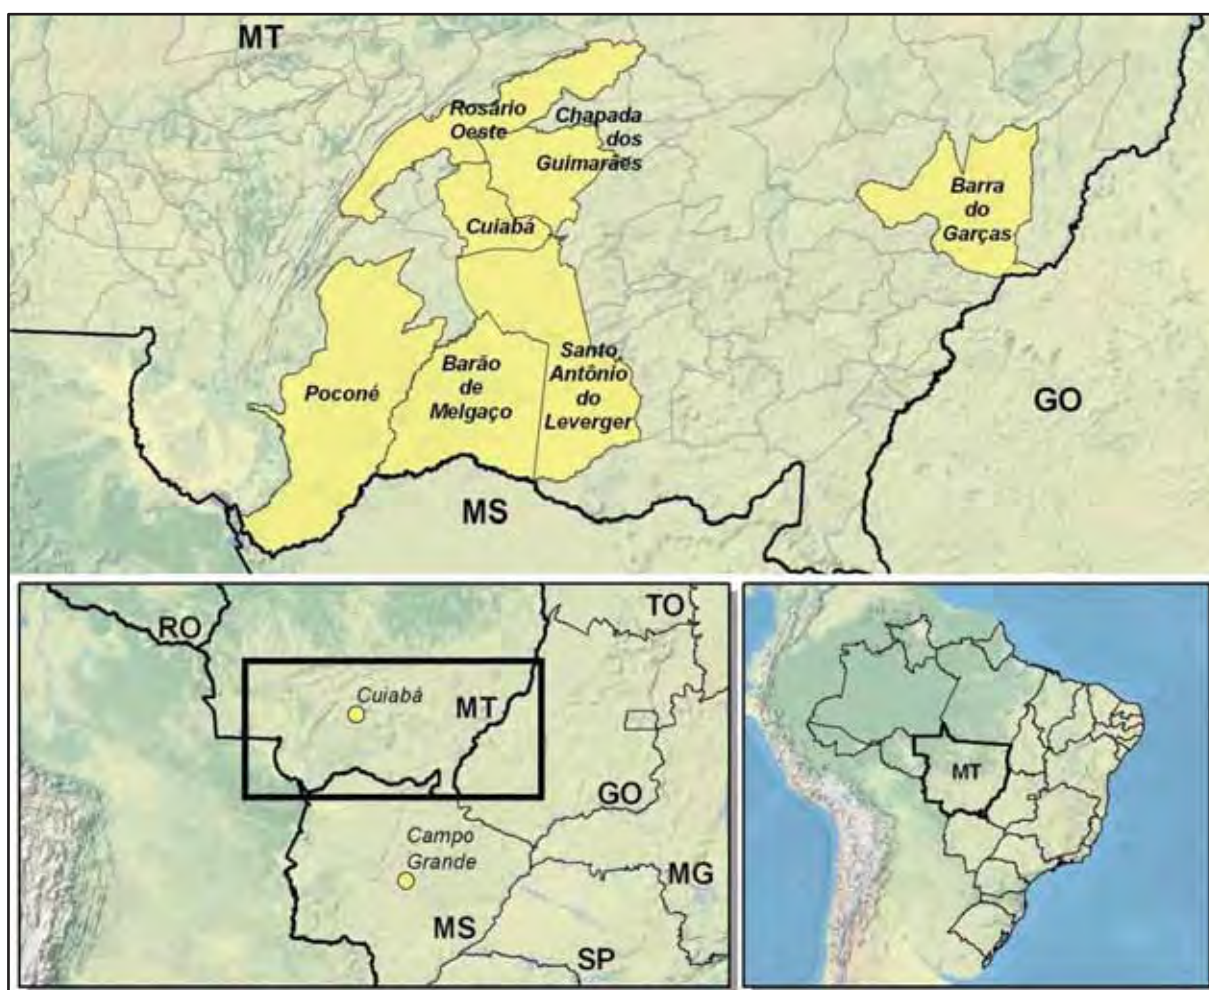 MT
Rosário
Oeste
Chapada
dos
Guimarães
Cuiabá
Barra
do
Garças
Poconé
Barão
de
Melgaço
Santo
Antônio
do
Leverger
GO
MS
RO
TO
Cuiabá
MT
GO
Campo
Grande
MG
MS
SP
MT